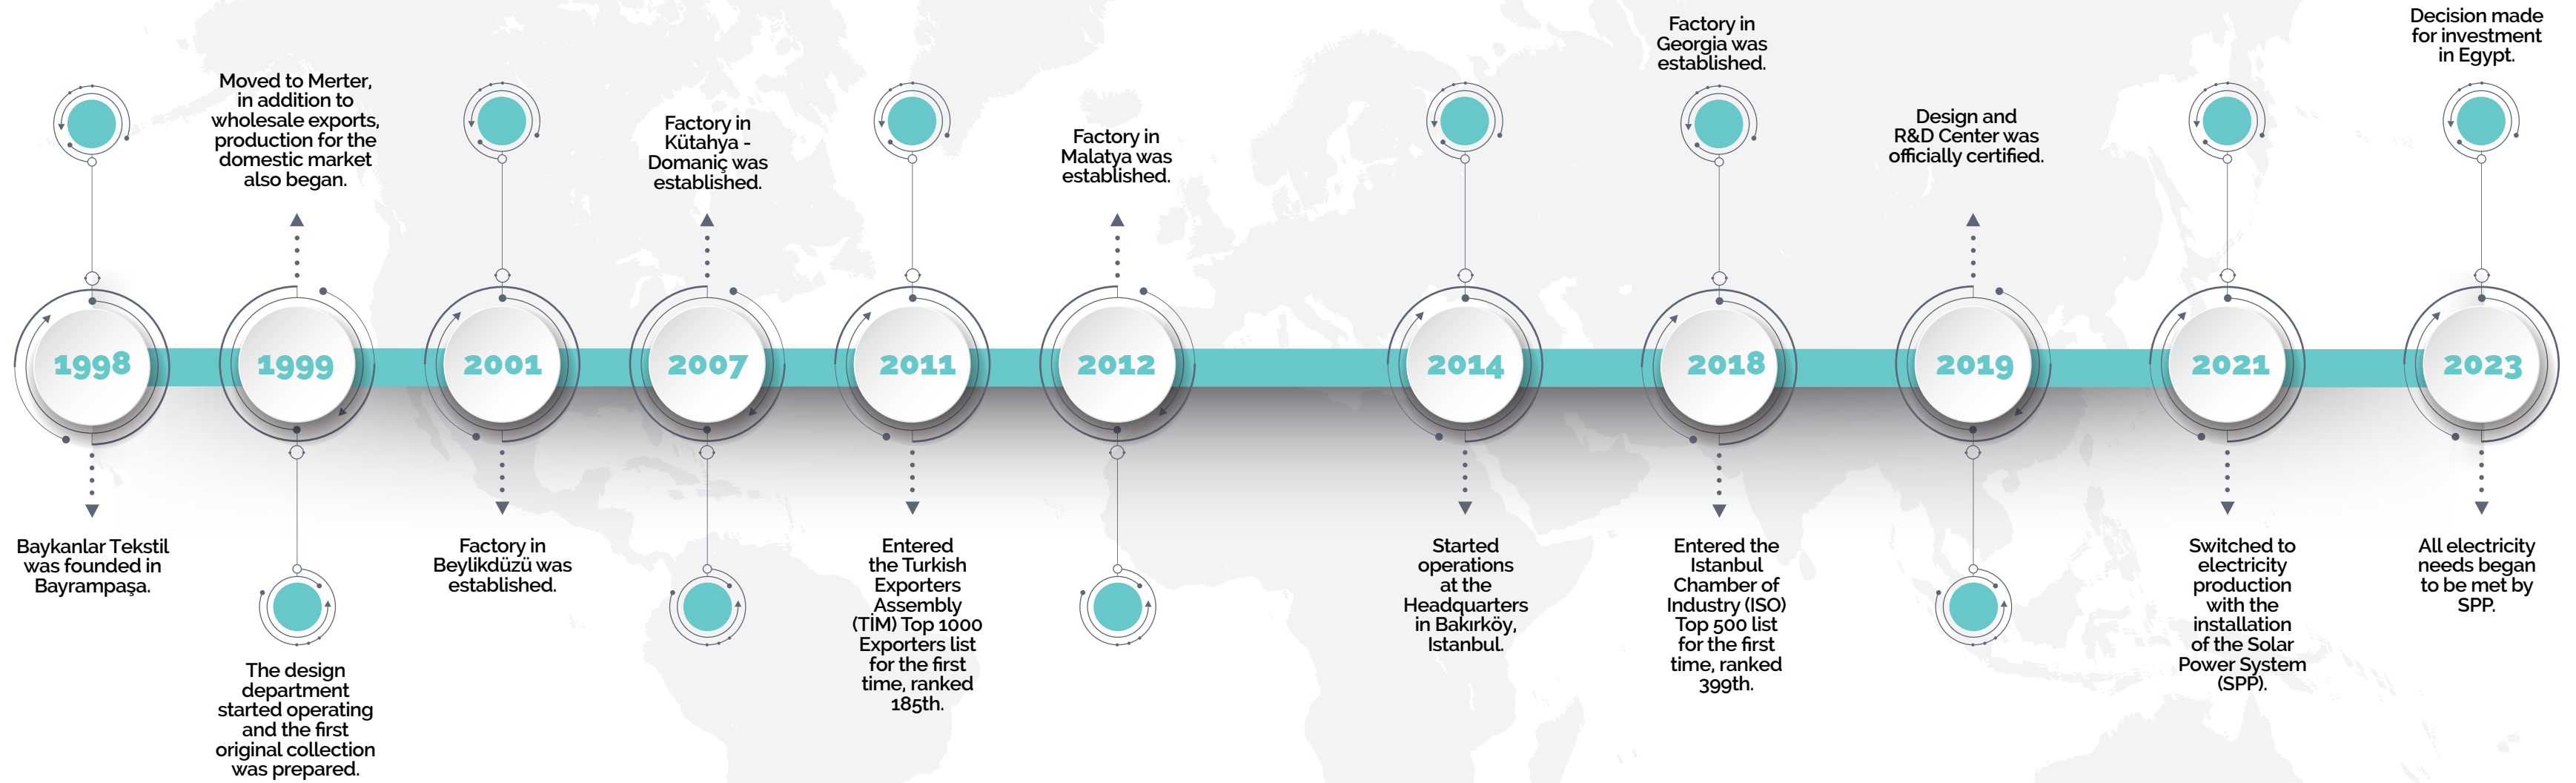 1998
Baykanlar Tekstil
was founded in
Bayrampaşa.
Moved to Merter,
in addition to
wholesale exports,
production for the
domestic market
also began.
1999
The design
department
started operating
and the first
original collection
was prepared.
2001
Factory in
Beylikdüzü was
established.
Factory in
Kütahya -
Domaniç was
established.
2007
2011
Entered
the Turkish
Exporters
Assembly
(TİM) Top 1000
Exporters list
for the first
time, ranked
185th.
Factory in
Malatya was
established.
2012
2014
Started
operations
at the
Headquarters
in Bakırköy,
Istanbul.
Factory in
Georgia was
established.
2018
Entered the
Istanbul
Chamber of
Industry (ISO)
Top 500 list
for the first
time, ranked
399th.
Design and
R&D Center was
officially certified.
2019
2021
Switched to
electricity
production
with the
installation
of the Solar
Power System
(SPP).
Decision made
for investment
in Egypt.
2023
All electricity
needs began
to be met by
SPP.